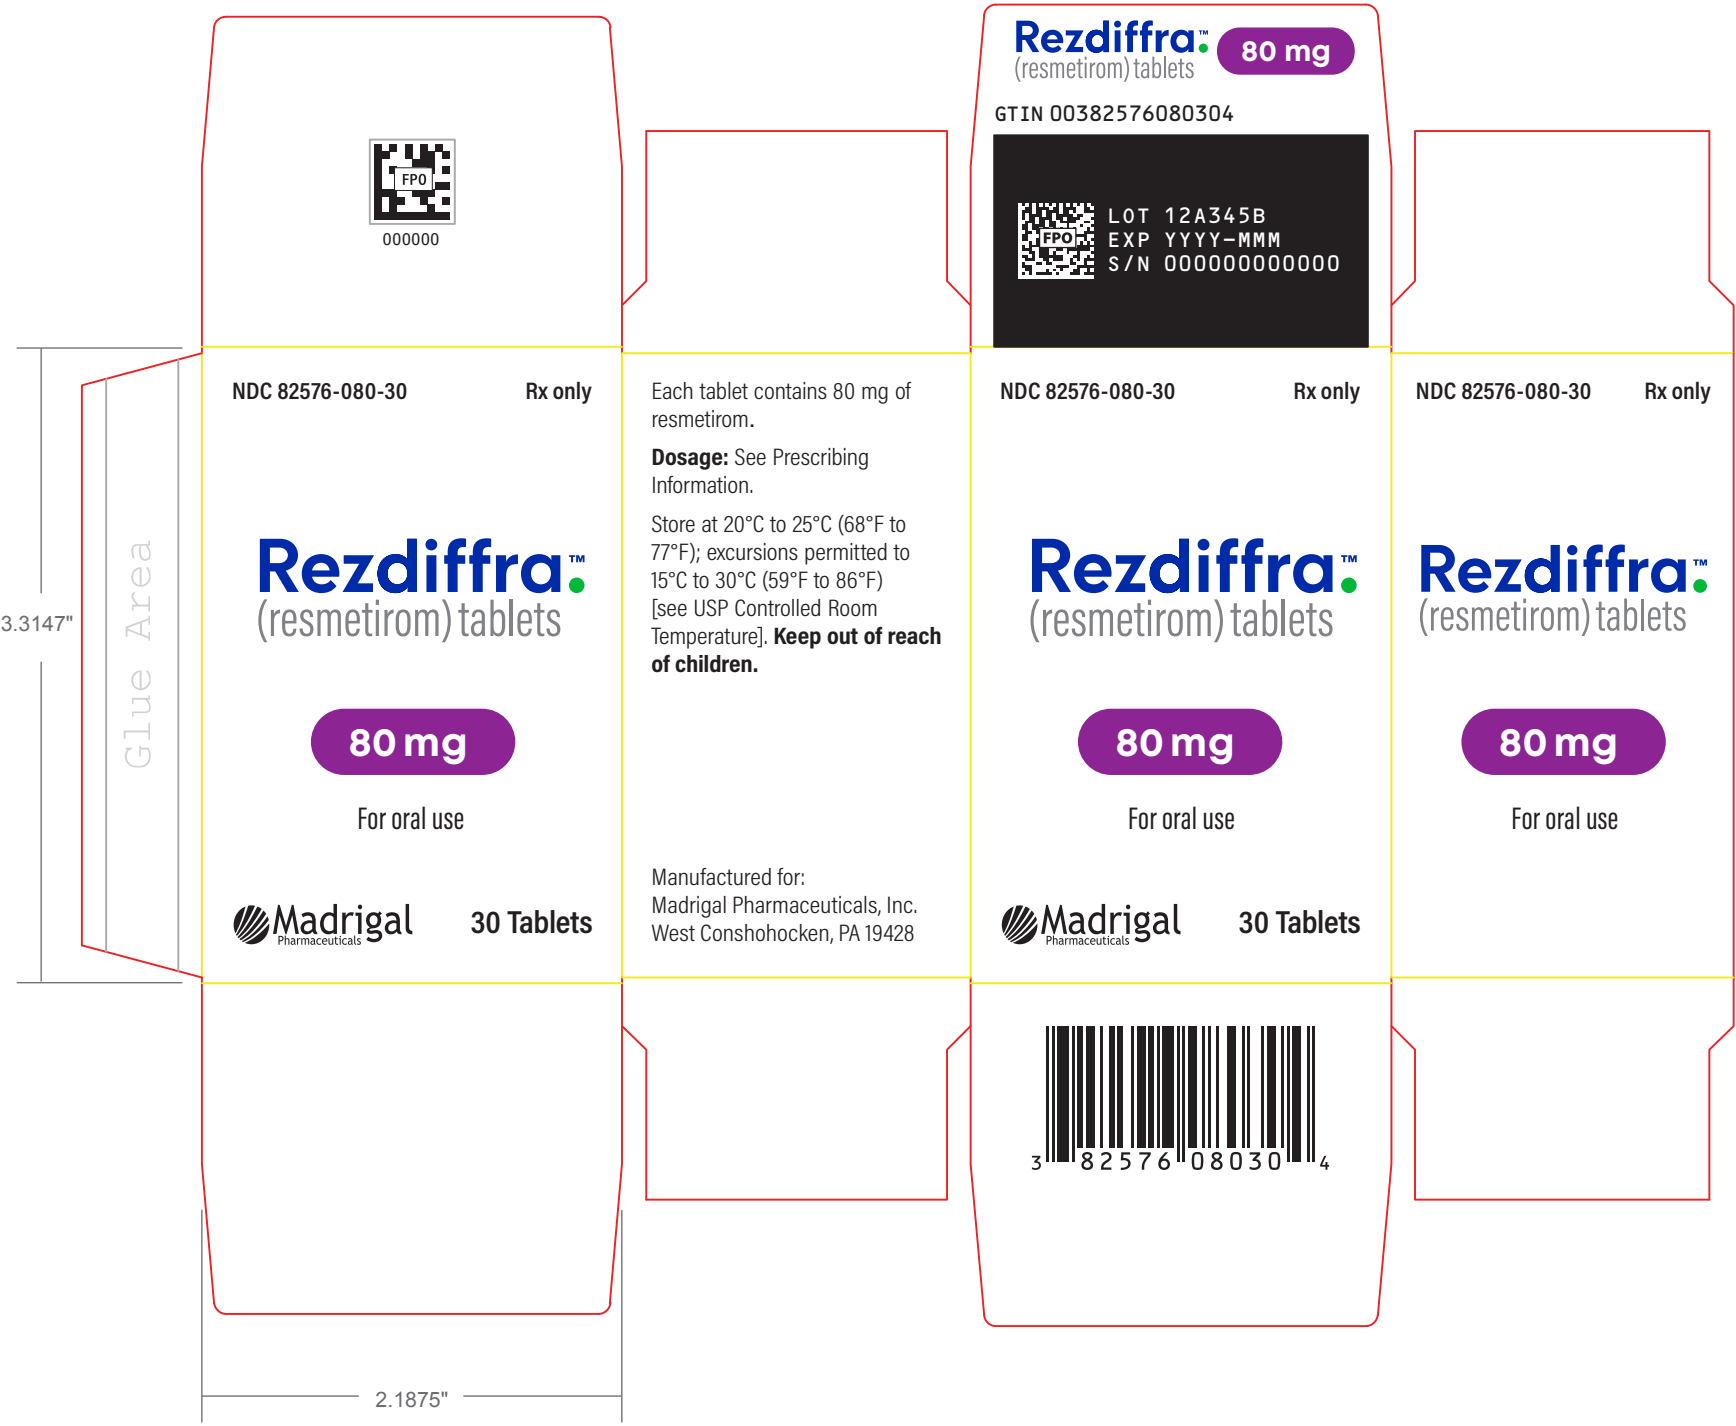 FPO
000000
Rezdiffra™
(resmetirom) tablets
80 mg
GTIN 00382576080304
FPO
LOT 12A345B
EXP YYYY-MMM
S/N 000000000000
3.3147"
Glue Area
NDC 82576-080-30 Rx only
Rezdiffra™
(resmetirom) tablets
80 mg
For oral use
Madrigal
Pharmaceuticals
30 Tablets
Each tablet contains 80 mg of
resmetirom.
Dosage: See Prescribing
Information.
Store at 20°C to 25°C (68°F to
77°F); excursions permitted to
15°C to 30°C (59°F to 86°F)
[see USP Controlled Room
Temperature]. Keep out of reach
of children.
Manufactured for:
Madrigal Pharmaceuticals, Inc.
West Conshohocken, PA 19428
NDC 82576-080-30 Rx only
Rezdiffra™
(resmetirom) tablets
80 mg
For oral use
Madrigal
Pharmaceuticals
30 Tablets
NDC 82576-080-30 Rx only
Rezdiffra™
(resmetirom) tablets
80 mg
For oral use
3 82576 08030 4
2.1875"